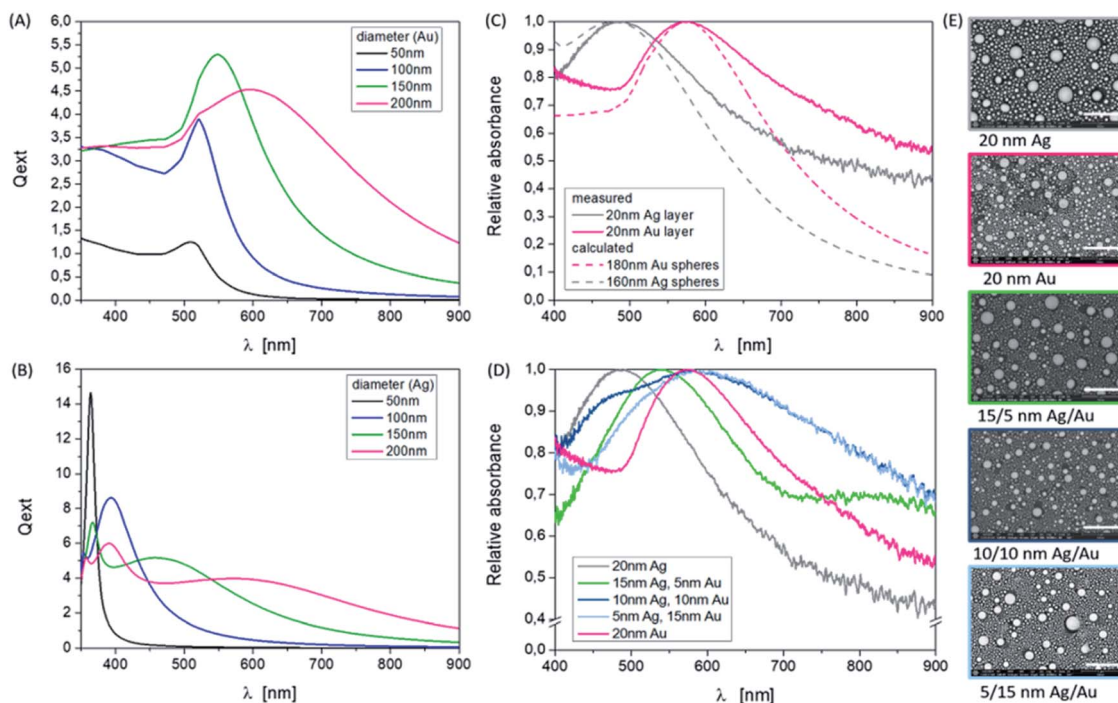 (A)
6,0
5,5
5,0
4,5
4,0
3,5
3,0
2,5
2,0
1,5
1,0
0,5
0,0
Qext
diameter (Au)
50nm
100nm
150nm
200nm
400 500 600 700 800 900
λ [nm]
(C)
1,0
0,9
0,8
0,7
0,6
0,5
0,4
0,3
0,2
0,1
0,0
Relative absorbance
measured
20nm Ag layer
20nm Au layer
calculated
180nm Au spheres
160nm Ag spheres
400 500 600 700 800 900
λ [nm]
(B)
16
14
12
10
8
6
4
2
0
Qext
diameter (Ag)
50nm
100nm
150nm
200nm
400 500 600 700 800 900
λ [nm]
(D)
1,0
0,9
0,8
0,7
0,6
0,5
0,4
0,0
Relative absorbance
20nm Ag
15nm Ag, 5nm Au
10nm Ag, 10nm Au
5nm Ag, 15nm Au
20nm Au
400 500 600 700 800 900
λ [nm]
(E)
20 nm Ag
20 nm Au
15/5 nm Ag/Au
10/10 nm Ag/Au
5/15 nm Ag/Au